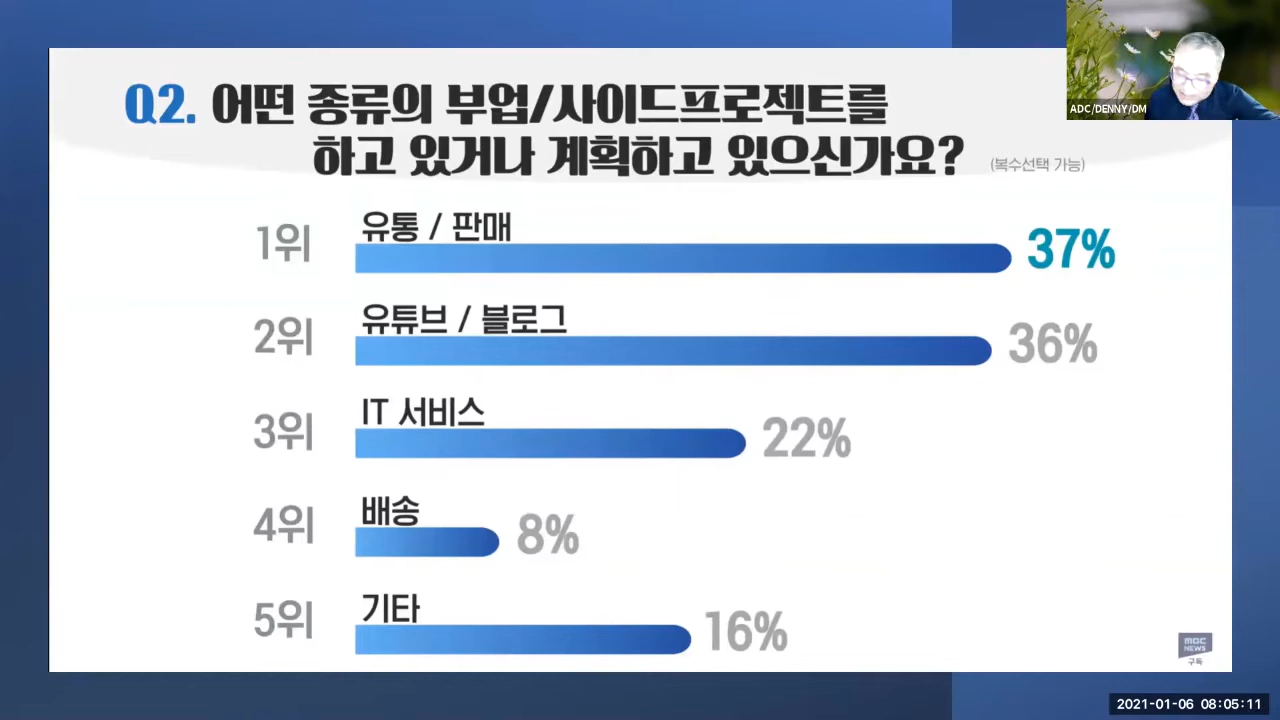 Q2. 어떤 종류의 부업/사이드프로젝트를
하고 있거나 계획하고 있으신가요? (복수선택 가능)
ADC/DENNY/DM
1위 유통 / 판매 37%
2위 유튜브 / 블로그 36%
3위 IT 서비스 22%
4위 배송 8%
5위 기타 16%
mBC
NEWS
구독
2021-01-06 08:05:11